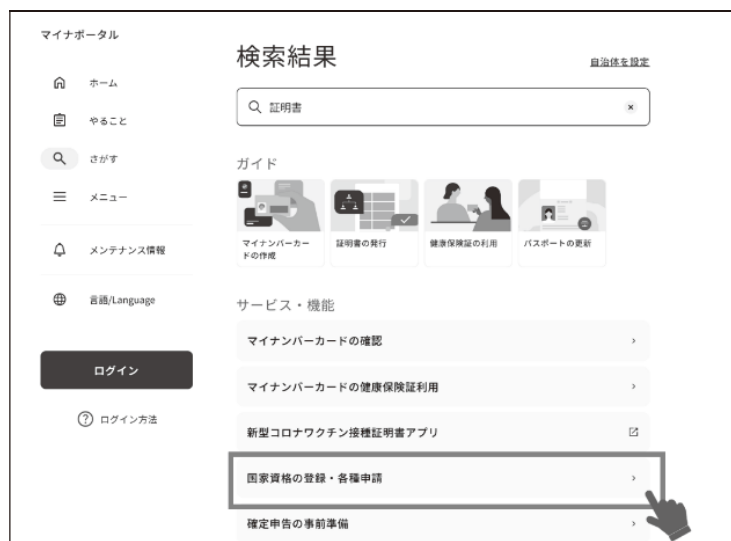 マイナポータル
ホーム
やること
さがす
メニュー
メンテナンス情報
言語/Language
ログイン
ログイン方法
検索結果
自治体を設定
証明書
ガイド
マイナンバーカー
ドの作成
証明書の発行
健康保険証の利用
パスポートの更新
サービス・機能
マイナンバーカードの確認
マイナンバーカードの健康保険証利用
新型コロナワクチン接種証明書アプリ
国家資格の登録・各種申請
確定申告の事前準備